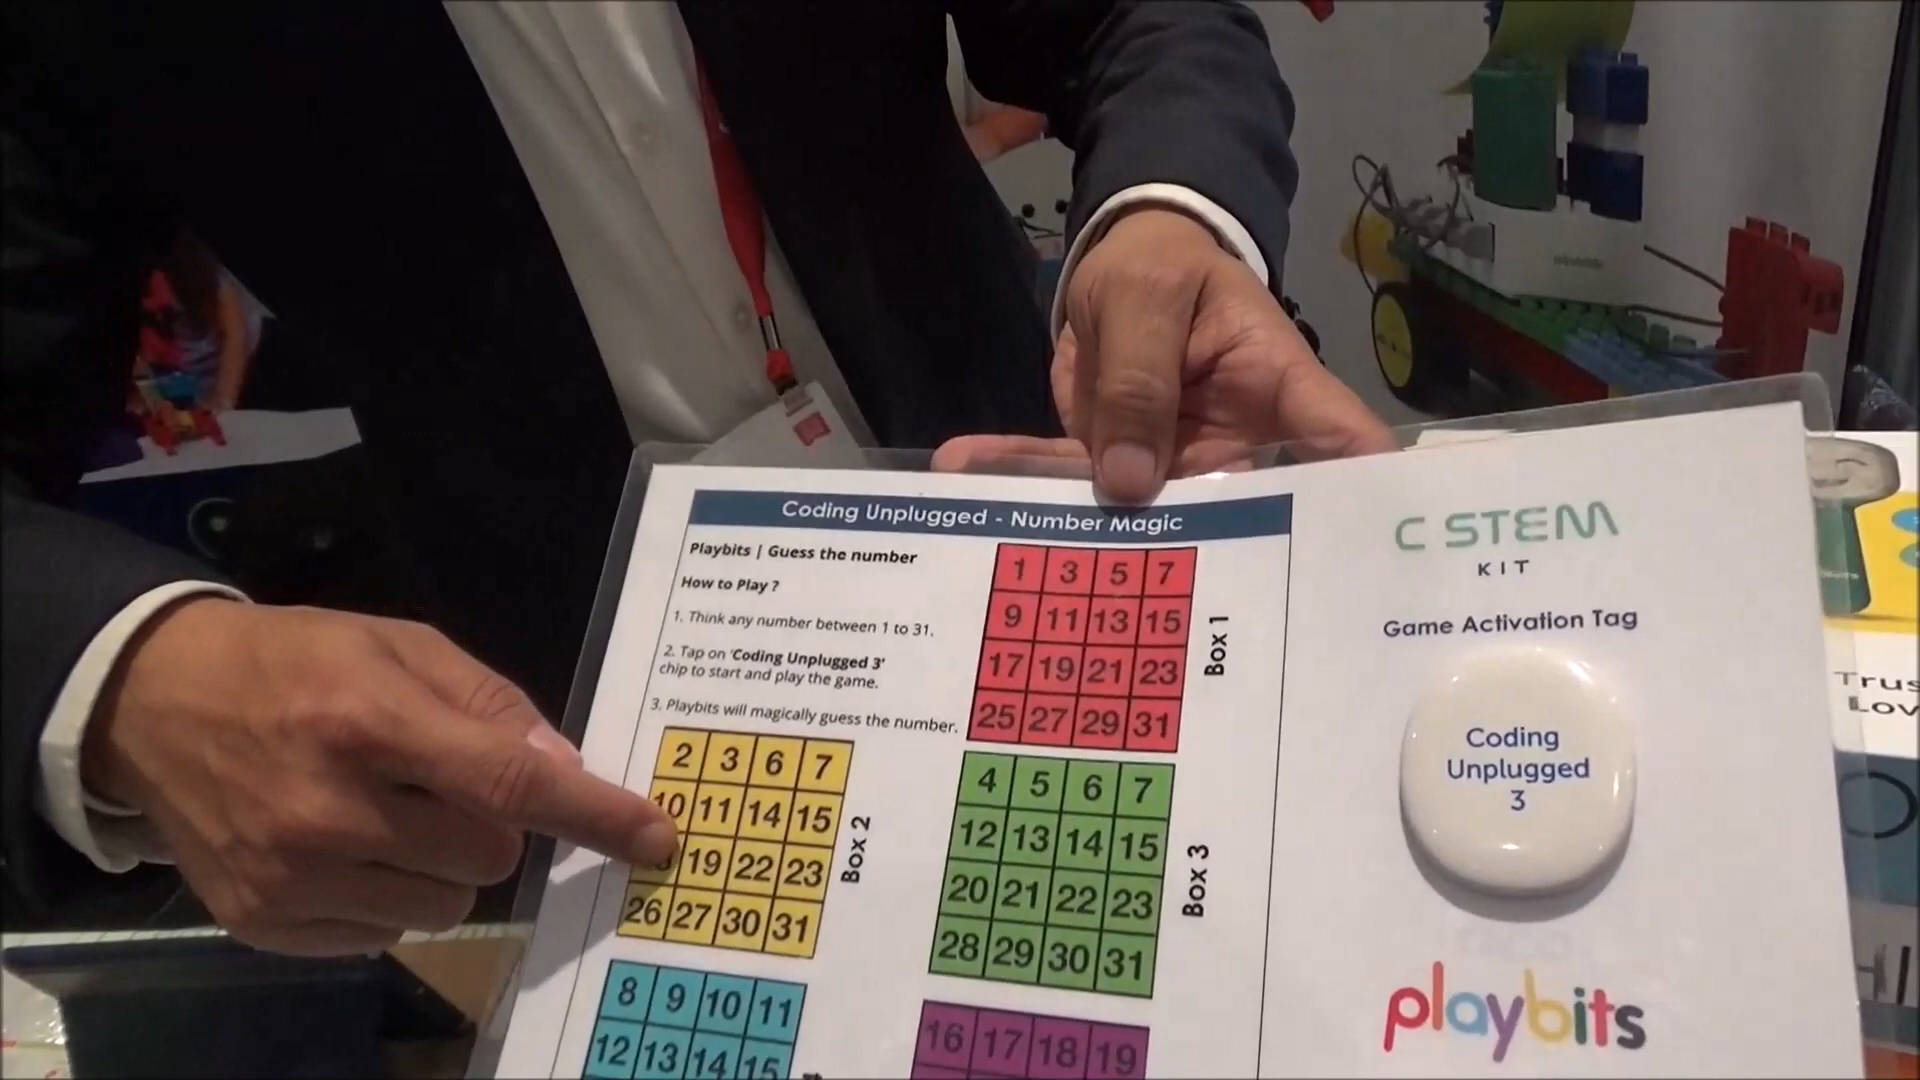 Coding Unplugged - Number Magic
Playbits | Guess the number
How to Play ?
1. Think any number between 1 to 31.
2. Tap on 'Coding Unplugged 3'
chip to start and play the game.
3. Playbits will magically guess the number.
1 3 5 7
9 11 13 15
17 19 21 23
25 27 29 31
Box 1
2 3 6 7
10 11 14 15
19 22 23
26 27 30 31
Box 2
4 5 6 7
12 13 14 15
20 21 22 23
28 29 30 31
Box 3
8 9 10 11
12 13 14 15
16 17 18 19
C STEM
KIT
Game Activation Tag
Coding
Unplugged
3
playbits